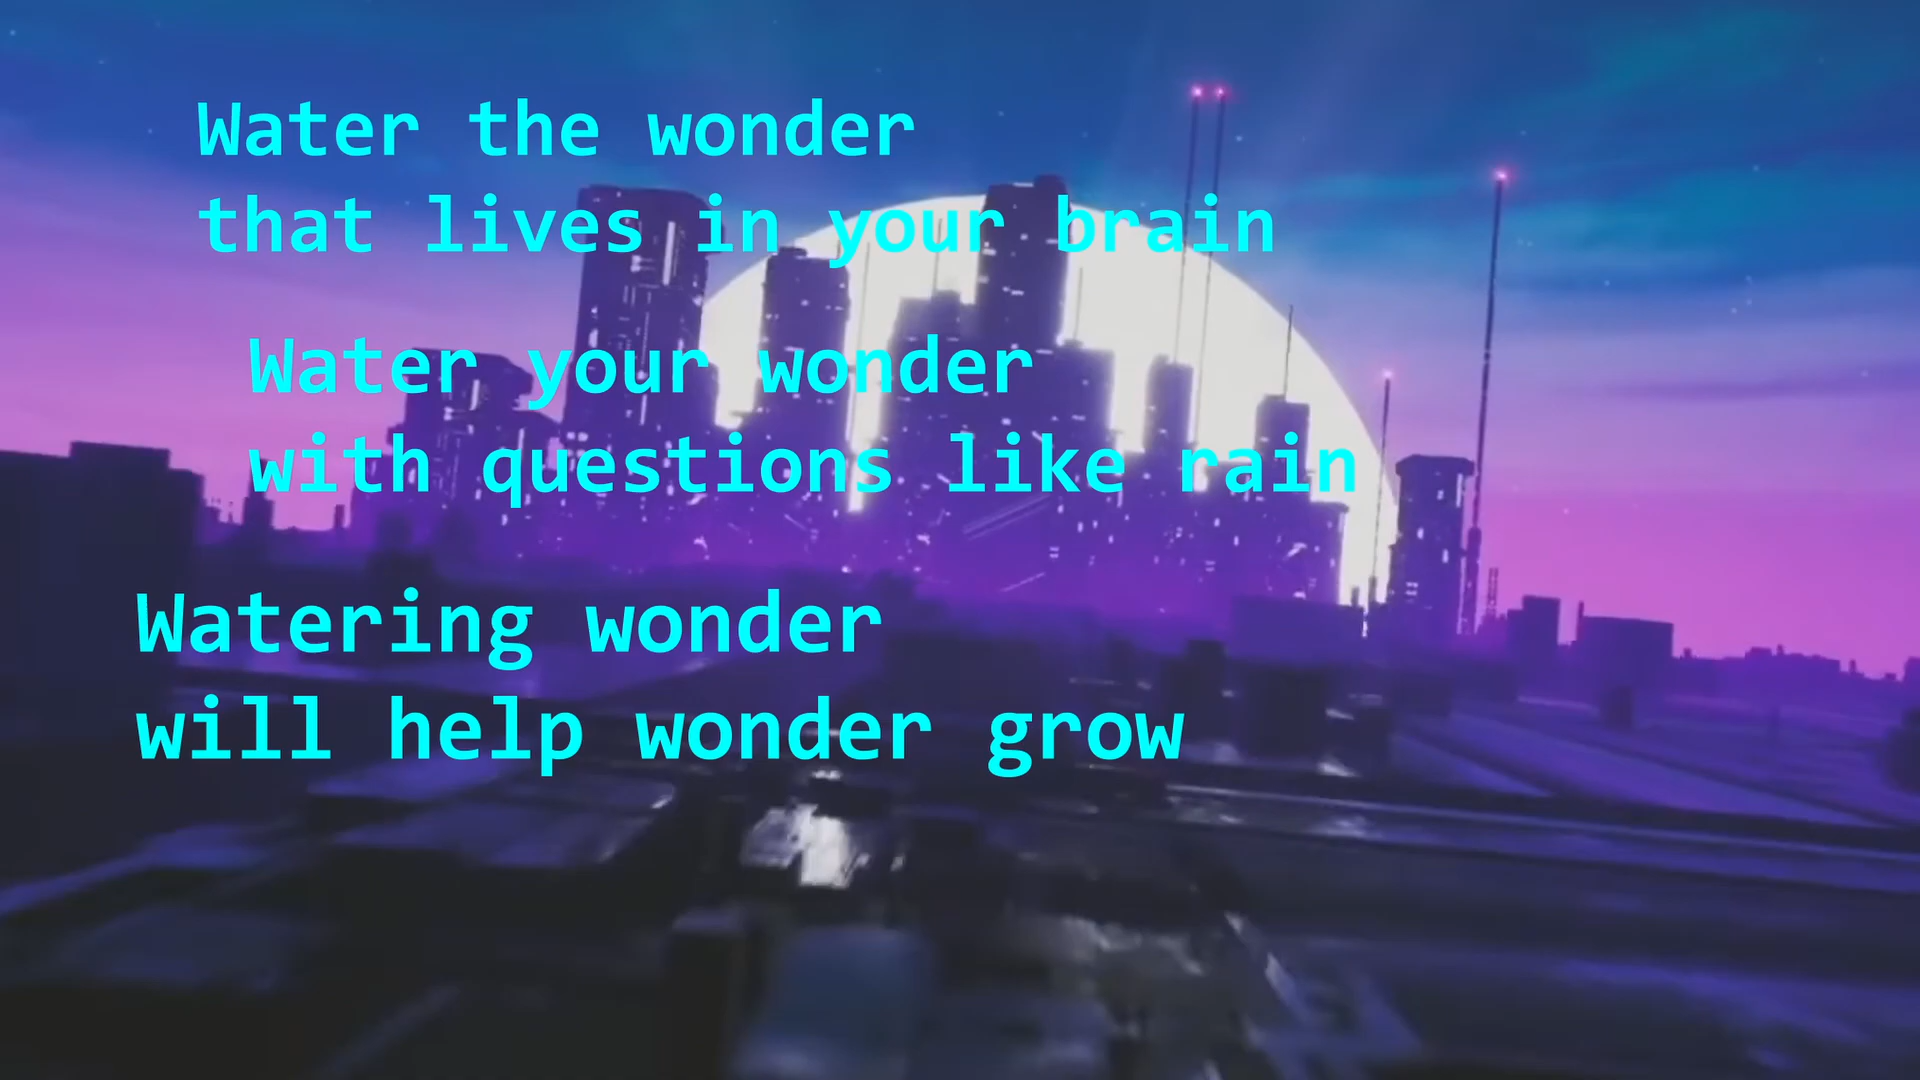 Water the wonder
that lives in your brain
Water your wonder
with questions like rain
Watering wonder
will help wonder grow